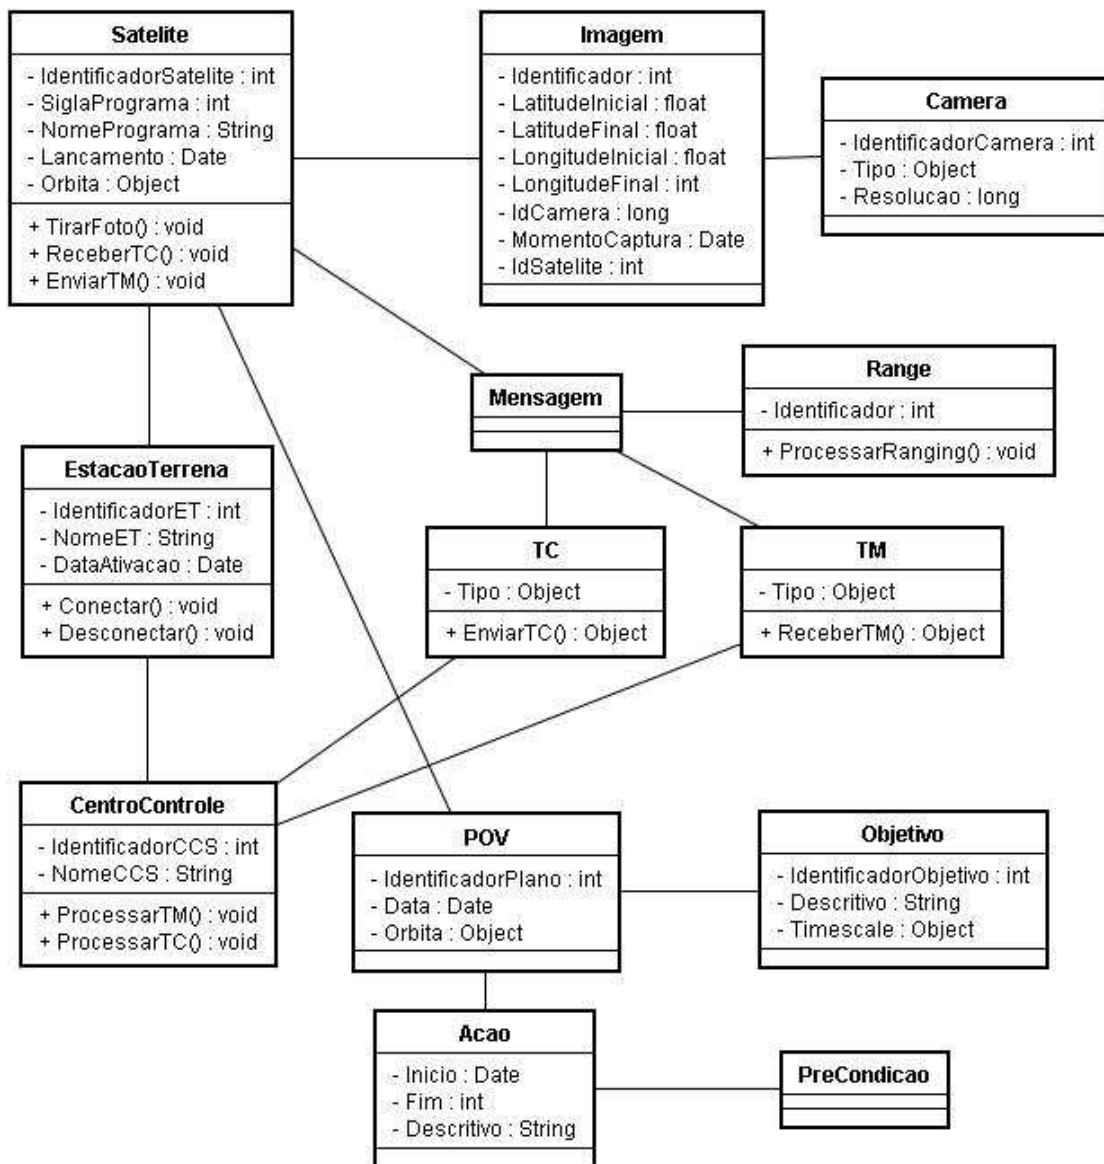 Satelite
- IdentificadorSatelite : int
- SiglaPrograma : int
- NomePrograma : String
- Lancamento : Date
- Orbita : Object
+ TirarFoto() : void
+ ReceberTC() : void
+ EnviarTM() : void
Imagem
- Identificador : int
- LatitudeInicial : float
- LatitudeFinal : float
- LongitudeInicial : float
- LongitudeFinal : int
- IdCamera : long
- MomentoCaptura : Date
- IdSatelite : int
Camera
- IdentificadorCamera : int
- Tipo : Object
- Resolucao : long
Mensagem
Range
- Identificador : int
+ ProcessarRanging() : void
EstacaoTerrena
- IdentificadorET : int
- NomeET : String
- DataAtivacao : Date
+ Conectar() : void
+ Desconectar() : void
TC
- Tipo : Object
+ EnviarTC() : Object
TM
- Tipo : Object
+ ReceberTM() : Object
CentroControle
- IdentificadorCCS : int
- NomeCCS : String
+ ProcessarTM() : void
+ ProcessarTC() : void
POV
- IdentificadorPlano : int
- Data : Date
- Orbita : Object
Objetivo
- IdentificadorObjetivo : int
- Descritivo : String
- Timescale : Object
Acao
- Inicio : Date
- Fim : int
- Descritivo : String
PreCondicao